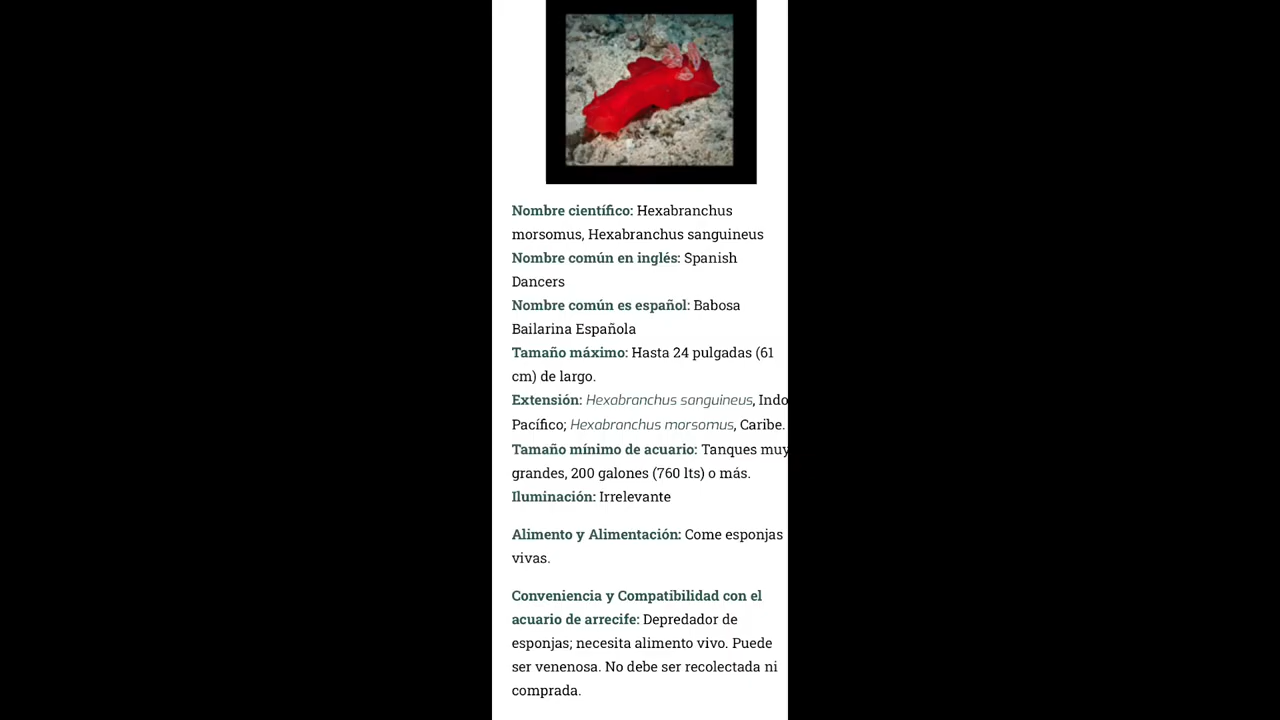 Nombre científico: Hexabranchus
morsomus, Hexabranchus sanguineus
Nombre común en inglés: Spanish
Dancers
Nombre común es español: Babosa
Bailarina Española
Tamaño máximo: Hasta 24 pulgadas (61
cm) de largo.
Extensión: Hexabranchus sanguineus, Indo
Pacífico; Hexabranchus morsomus, Caribe.
Tamaño mínimo de acuario: Tanques muy
grandes, 200 galones (760 lts) o más.
Iluminación: Irrelevante
Alimento y Alimentación: Come esponjas
vivas.
Conveniencia y Compatibilidad con el
acuario de arrecife: Depredador de
esponjas; necesita alimento vivo. Puede
ser venenosa. No debe ser recolectada ni
comprada.